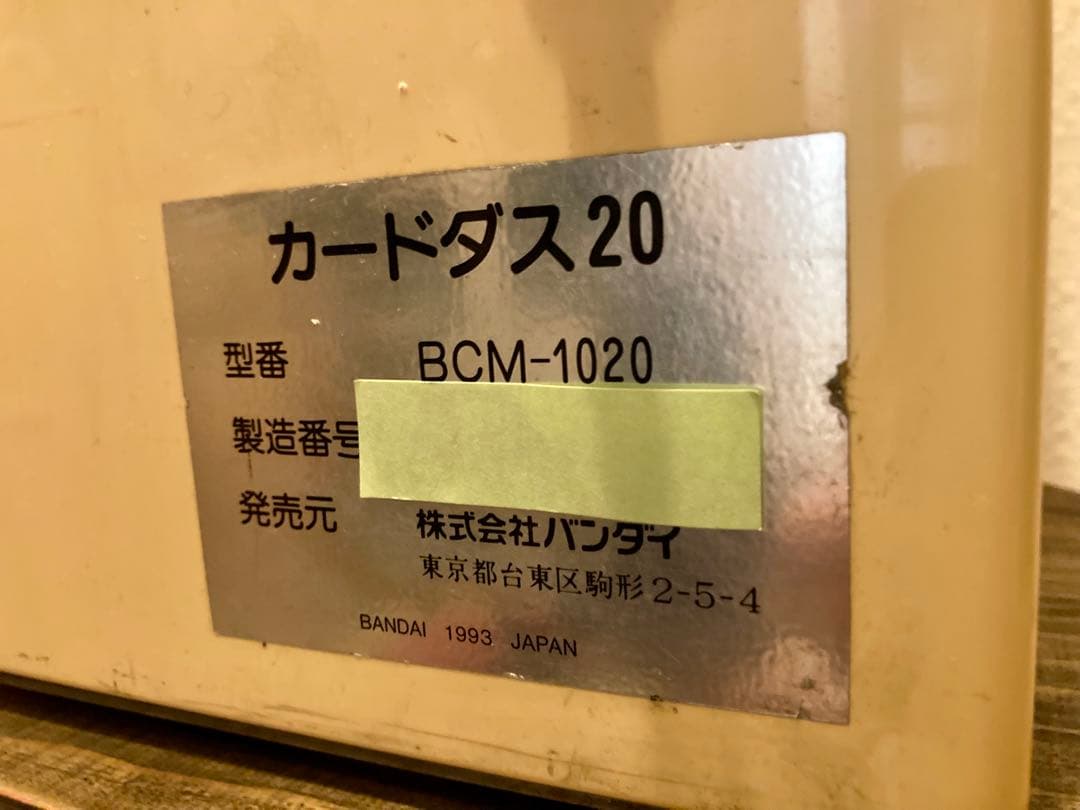 カードダス20
型番 BCM-1020
製造番号
発売元 株式会社バンダイ
東京都台東区駒形2-5-4
BANDAI 1993 JAPAN